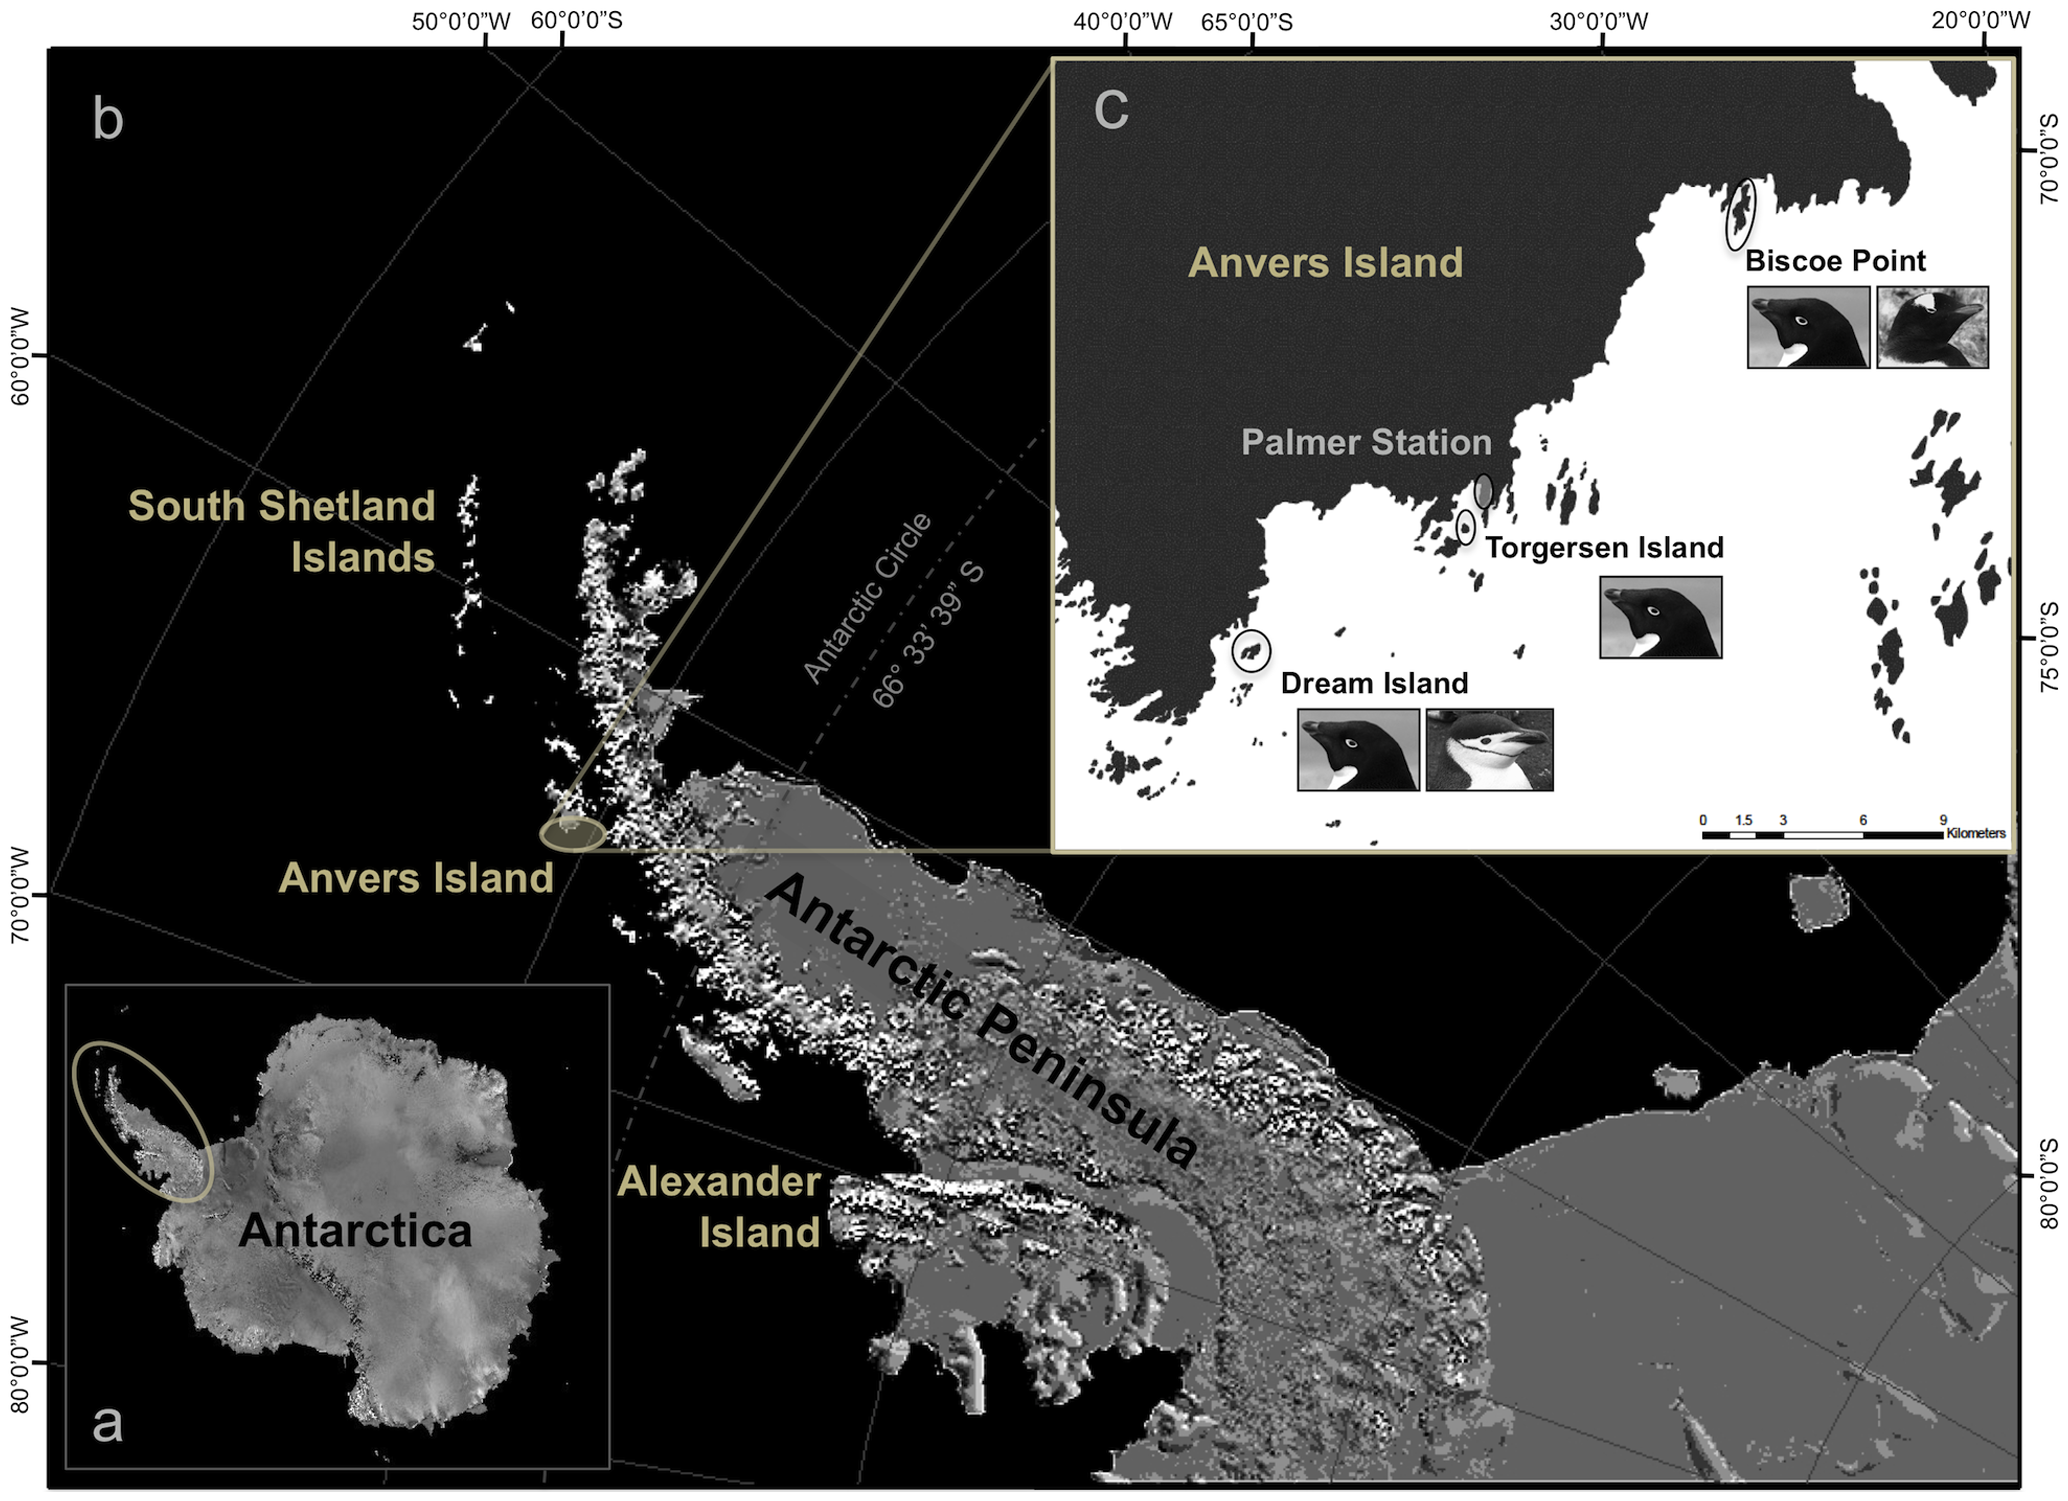 50°0'0"W 60°0'0"S 40°0'0"W 65°0'0"S 30°0'0"W 20°0'0"W
b
c
70°0'0"S
Anvers Island
Biscoe Point
60°0'0"W
Palmer Station
South Shetland
Islands
Antarctic Circle
66° 33' 39" S
Torgersen Island
75°0'0"S
Dream Island
0 1.5 3 6 9
Kilometers
Anvers Island
70°0'0"W
Antarctic Peninsula
Alexander
Island
80°0'0"S
Antarctica
80°0'0"W
a